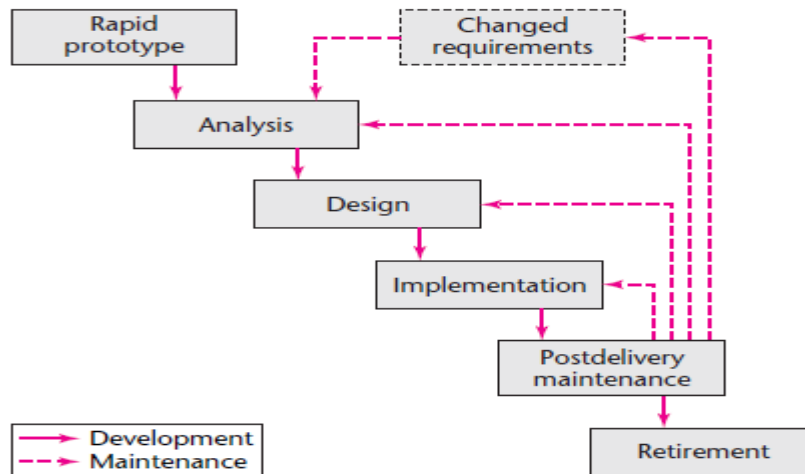 Rapid
prototype
Changed
requirements
Analysis
Design
Implementation
Postdelivery
maintenance
Development
Maintenance
Retirement